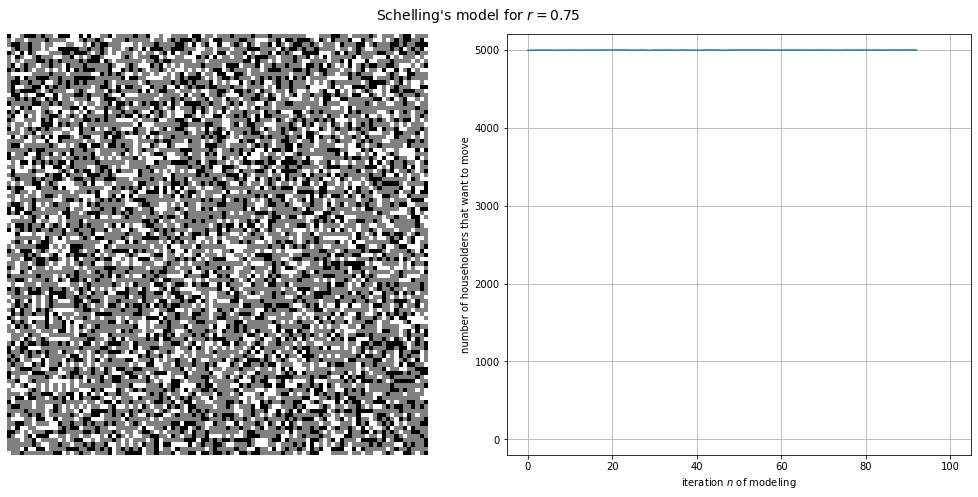 Schelling's model for r = 0.75
5000
4000
3000
2000
1000
0
number of householders that want to move
0 20 40 60 80 100
iteration n of modeling